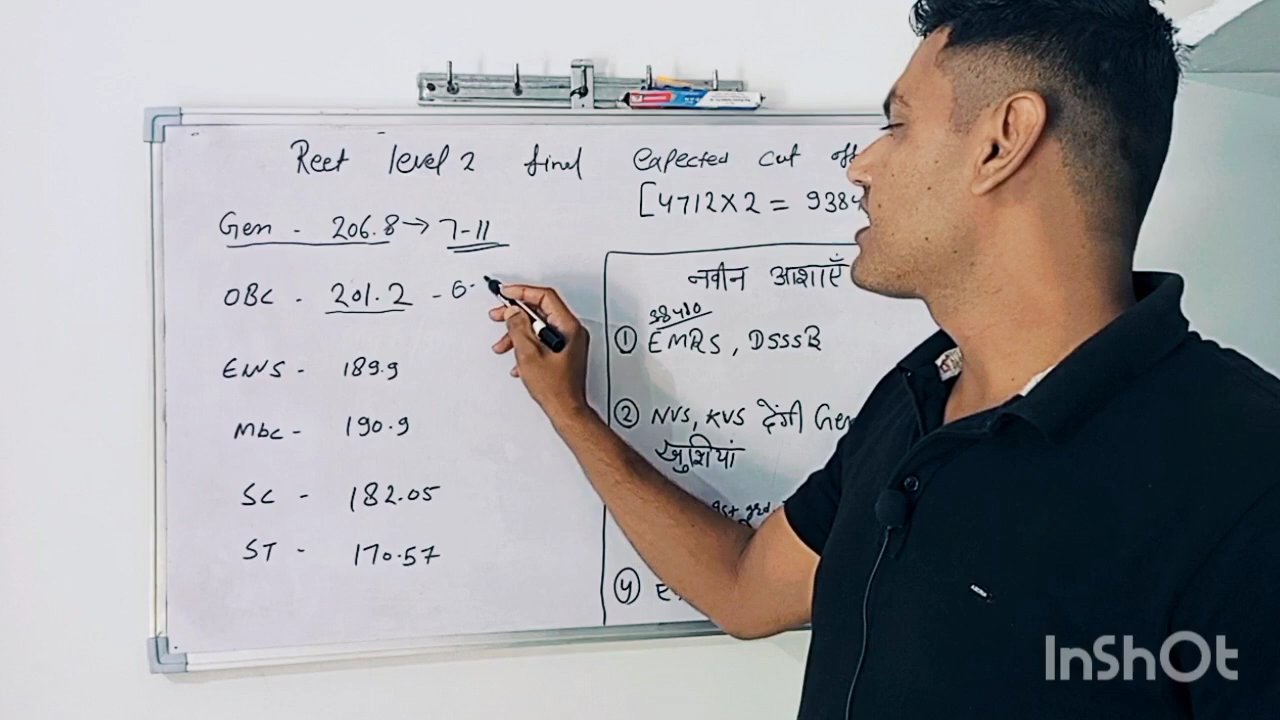 Reet level 2 final expected cut off
[4712X2 = 9384
Gen - 206.8 → 7-11
OBC - 201.2 - 6-
EWS - 189.9
Mbc - 190.9
SC - 182.05
ST - 170.57
नवीन आशाएँ
38480
① EMRS, DSSSB
② NVS, KVS देंगी Gen
खुशियां
④
InShOt